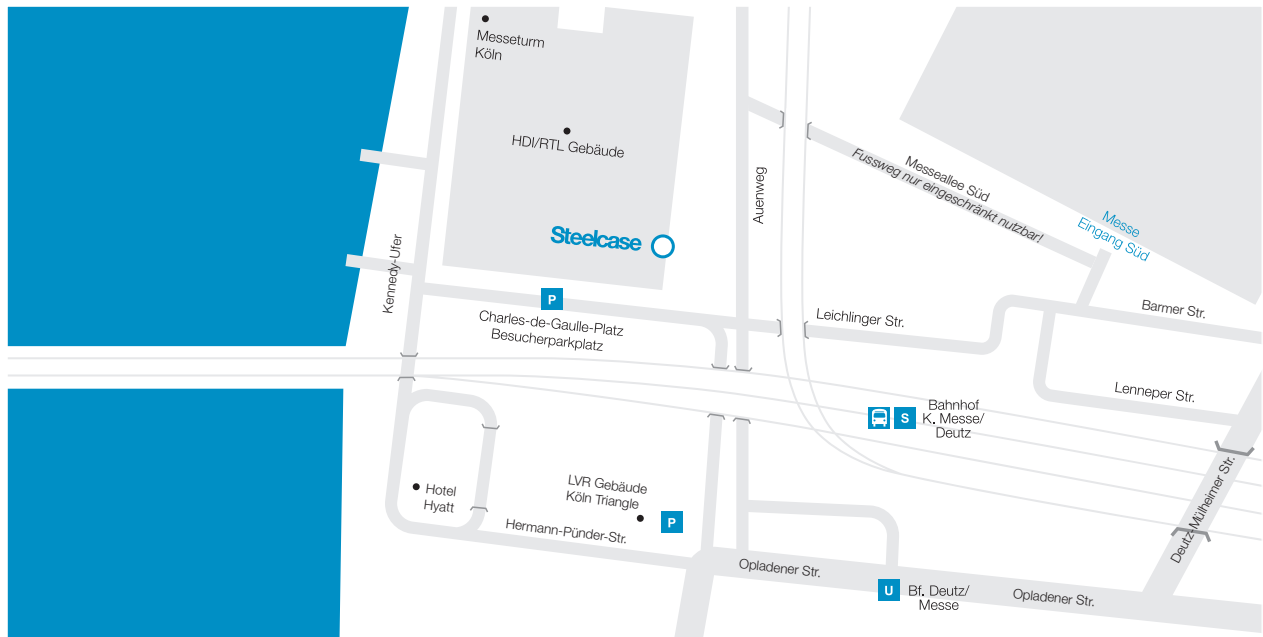 Messeturm
Köln
HDI/RTL Gebäude
Steelcase
Kennedy-Ufer
Auenweg
Messeallee Süd
Fussweg nur eingeschränkt nutzbar!
Messe
Eingang Süd
P
Charles-de-Gaulle-Platz
Besucherparkplatz
Leichlinger Str.
Barmer Str.
Lenneper Str.
S
Bahnhof
K. Messe/
Deutz
Deutz-Mülheimer Str.
Hotel
Hyatt
LVR Gebäude
Köln Triangle
P
Hermann-Pünder-Str.
Opladener Str.
U
Bf. Deutz/
Messe
Opladener Str.